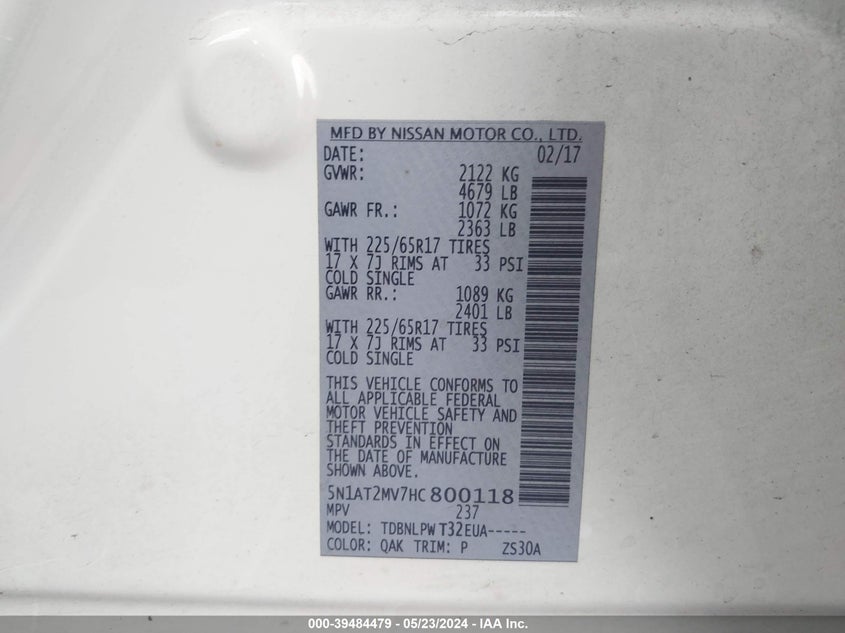 MFD BY NISSAN MOTOR CO., LTD.
DATE: 02/17
GVWR: 2122 KG
4679 LB
GAWR FR.: 1072 KG
2363 LB
WITH 225/65R17 TIRES
17 X 7J RIMS AT 33 PSI
COLD SINGLE
GAWR RR.: 1089 KG
2401 LB
WITH 225/65R17 TIRES
17 X 7J RIMS AT 33 PSI
COLD SINGLE
THIS VEHICLE CONFORMS TO
ALL APPLICABLE FEDERAL
MOTOR VEHICLE SAFETY AND
THEFT PREVENTION
STANDARDS IN EFFECT ON
THE DATE OF MANUFACTURE
SHOWN ABOVE.
5N1AT2MV7HC800118
MPV 237
MODEL: TDBNLPW T32EUA-----
COLOR: QAK TRIM: P ZS30A
000-39484479 - 05/23/2024 - IAA Inc.